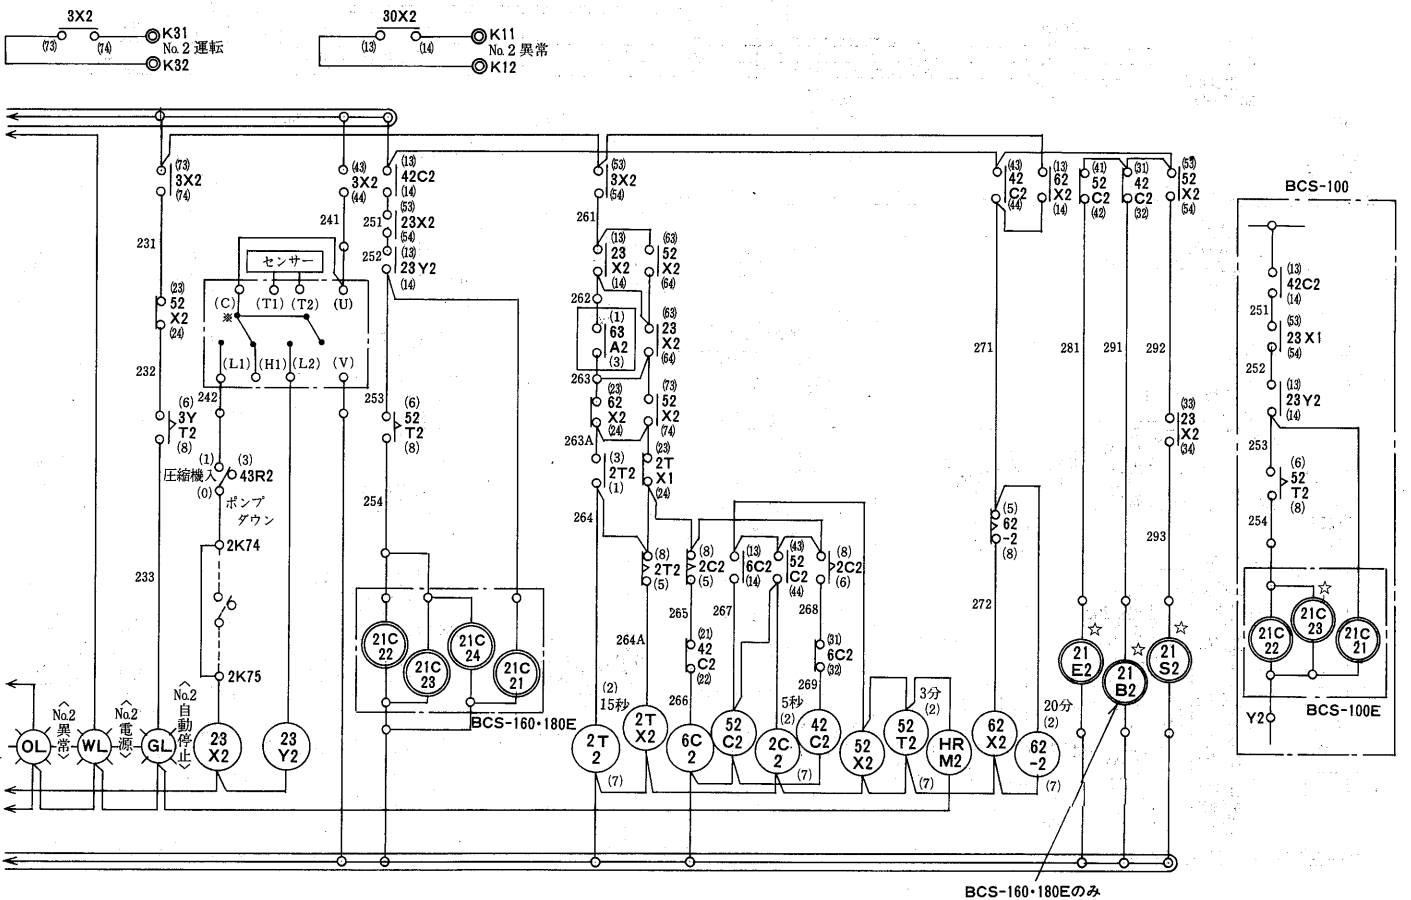 3X2
(73)
(74)
K31
No.2 運転
K32
30X2
(13)
(14)
K11
No.2 異常
K12
(73)
3X2
(74)
(43)
3X2
(44)
(13)
42C2
(14)
(53)
3X2
(54)
(43)
42
C2
(44)
(13)
62
X2
(14)
(41)
52
C2
(42)
(31)
42
C2
(32)
(53)
52
X2
(54)
BCS-100
231
241
251
(53)
23X2
(54)
252
(13)
23Y2
(14)
261
(13)
23
X2
(14)
(63)
52
X2
(64)
センサー
(C)
(T1)
(T2)
(U)
※
(L1)
(H1)
(L2)
(V)
(23)
52
X2
(24)
262
(1)
63
A2
(3)
(63)
23
X2
(64)
263
232
242
253
(6)
3Y
T2
(8)
(6)
52
T2
(8)
(23)
62
X2
(24)
(73)
52
X2
(74)
263A
271
281
291
292
(33)
23
X2
(34)
(13)
42C2
(14)
251
(53)
23X1
(54)
252
(13)
23Y2
(14)
253
(6)
52
T2
(8)
254
(1)
(3)
圧縮機入
43R2
(0)
ポンプ
ダウン
254
(3)
2T2
(1)
(23)
2T
X1
(24)
264
2K74
233
2K75
(8)
2T2
(5)
(8)
2C2
(5)
(13)
6C2
(14)
(43)
52
C2
(44)
(8)
2C2
(6)
(5)
62
-2
(8)
293
265
267
268
272
264A
(21)
42
C2
(22)
(31)
6C2
(32)
266
269
21C
22
21C
23
21C
24
21C
21
BCS-160・180E
☆
21
E2
☆
21
B2
☆
21
S2
21C
22
☆
21C
23
21C
21
BCS-100E
Y2
OL
〈No.2異常〉
WL
〈No.2電源〉
GL
〈No.2自動停止〉
23
X2
23
Y2
(2)
15秒
2T
2
(7)
2T
X2
6C
2
52
C2
5秒
(2)
2C
2
(7)
42
C2
52
X2
3分
(2)
52
T2
(7)
HR
M2
62
X2
20分
(2)
62
-2
(7)
BCS-160・180Eのみ